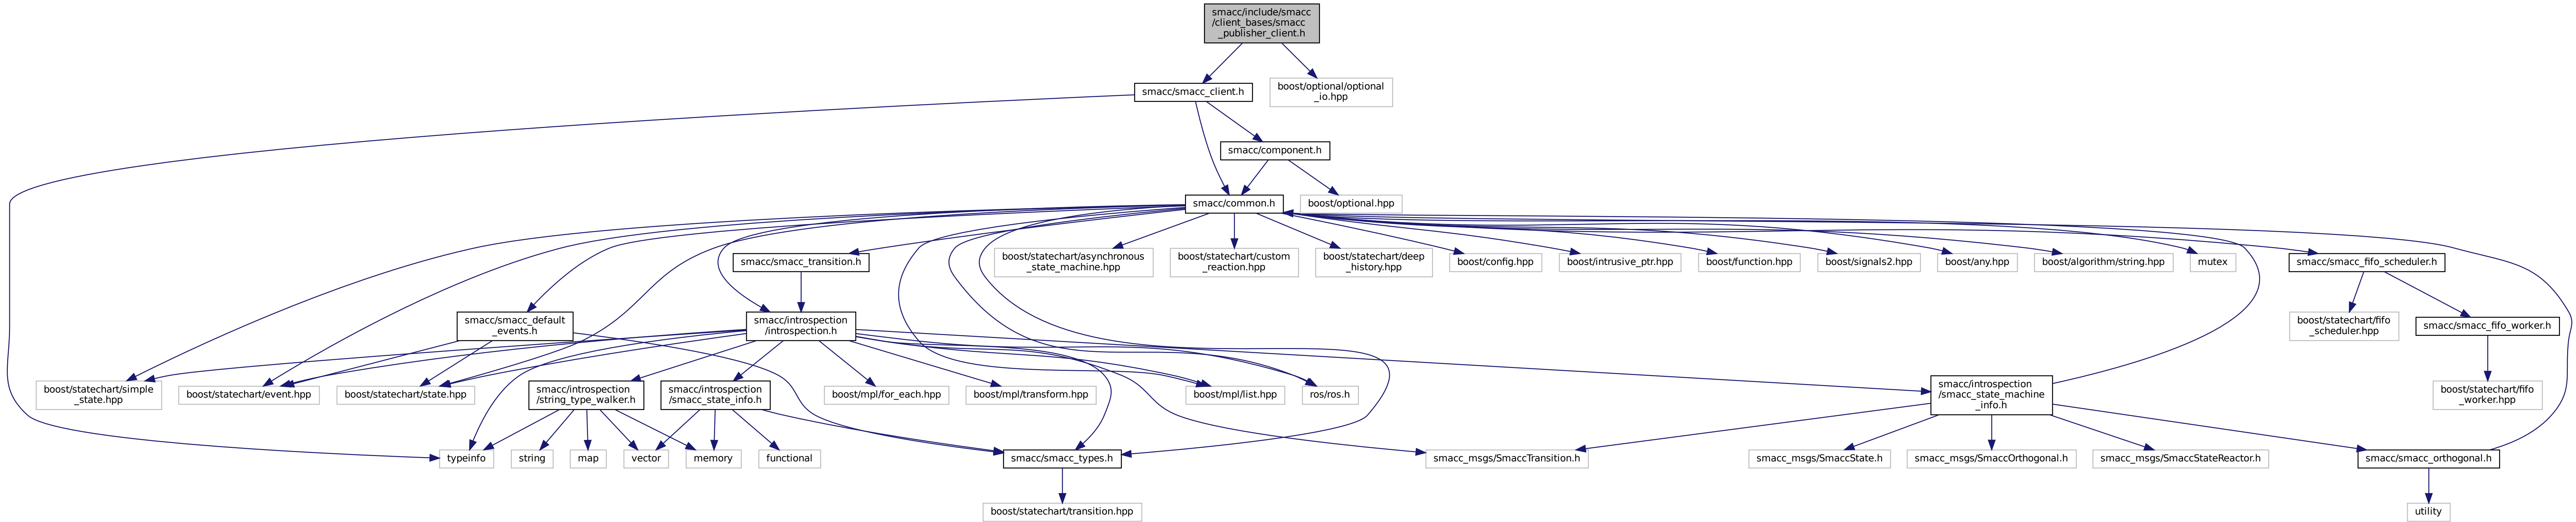 smacc/include/smacc
/client_bases/smacc
_publisher_client.h
smacc/smacc_client.h
boost/optional/optional
_io.hpp
smacc/component.h
smacc/common.h
boost/optional.hpp
smacc/smacc_transition.h
boost/statechart/asynchronous
_state_machine.hpp
boost/statechart/custom
_reaction.hpp
boost/statechart/deep
_history.hpp
boost/config.hpp
boost/intrusive_ptr.hpp
boost/function.hpp
boost/signals2.hpp
boost/any.hpp
boost/algorithm/string.hpp
mutex
smacc/smacc_fifo_scheduler.h
smacc/smacc_default
_events.h
smacc/introspection
/introspection.h
boost/statechart/fifo
_scheduler.hpp
smacc/smacc_fifo_worker.h
boost/statechart/simple
_state.hpp
boost/statechart/event.hpp
boost/statechart/state.hpp
smacc/introspection
/string_type_walker.h
smacc/introspection
/smacc_state_info.h
boost/mpl/for_each.hpp
boost/mpl/transform.hpp
boost/mpl/list.hpp
ros/ros.h
smacc/introspection
/smacc_state_machine
_info.h
boost/statechart/fifo
_worker.hpp
typeinfo
string
map
vector
memory
functional
smacc/smacc_types.h
smacc_msgs/SmaccTransition.h
smacc_msgs/SmaccState.h
smacc_msgs/SmaccOrthogonal.h
smacc_msgs/SmaccStateReactor.h
smacc/smacc_orthogonal.h
boost/statechart/transition.hpp
utility